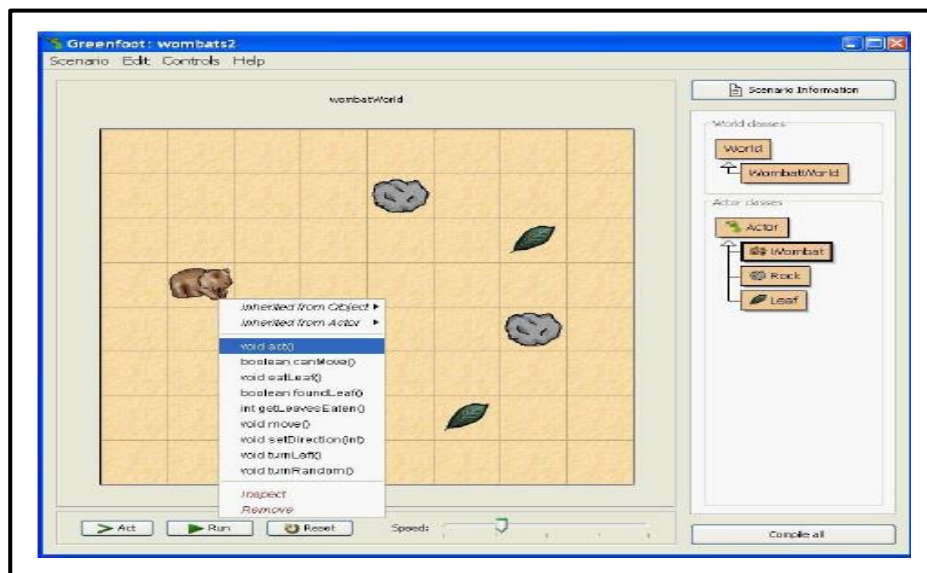 Greenfoot: wombats2
Scenario Edit Controls Help
wombatWorld
Scenario Information
World classes
World
WombatWorld
Actor classes
Actor
Wombat
Rock
Leaf
Inherited from Object
Inherited from Actor
void act()
boolean canMove()
void eatLeaf()
boolean foundLeaf()
int getLeavesEaten()
void move()
void setDirection(int)
void turnLeft()
void turnRandom()
Inspect
Remove
Act Run Reset Speed:
Compile all